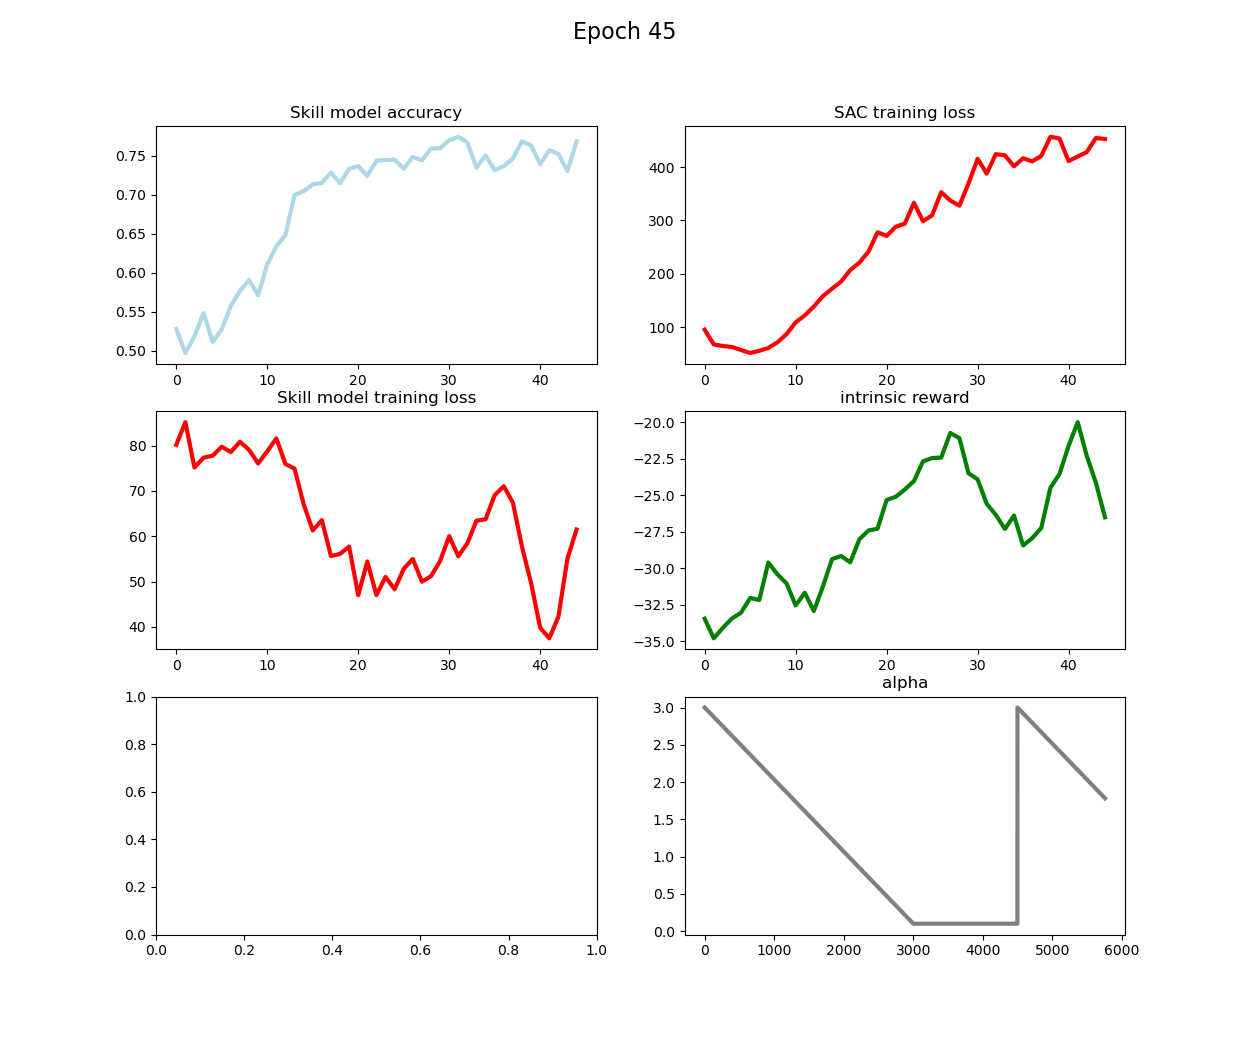 Epoch 45
Skill model accuracy
0.75
0.70
0.65
0.60
0.55
0.50
0 10 20 30 40
SAC training loss
400
300
200
100
0 10 20 30 40
Skill model training loss
80
70
60
50
40
0 10 20 30 40
intrinsic reward
−20.0
−22.5
−25.0
−27.5
−30.0
−32.5
−35.0
0 10 20 30 40
1.0
0.8
0.6
0.4
0.2
0.0
0.0 0.2 0.4 0.6 0.8 1.0
alpha
3.0
2.5
2.0
1.5
1.0
0.5
0.0
0 1000 2000 3000 4000 5000 6000